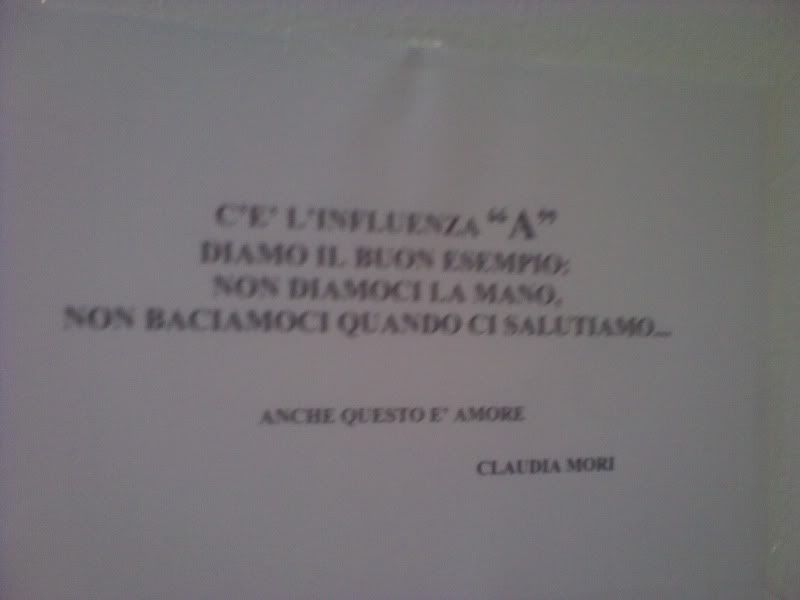 C'E' L'INFLUENZA “A”
DIAMO IL BUON ESEMPIO:
NON DIAMOCI LA MANO,
NON BACIAMOCI QUANDO CI SALUTIAMO...
ANCHE QUESTO E' AMORE
CLAUDIA MORI